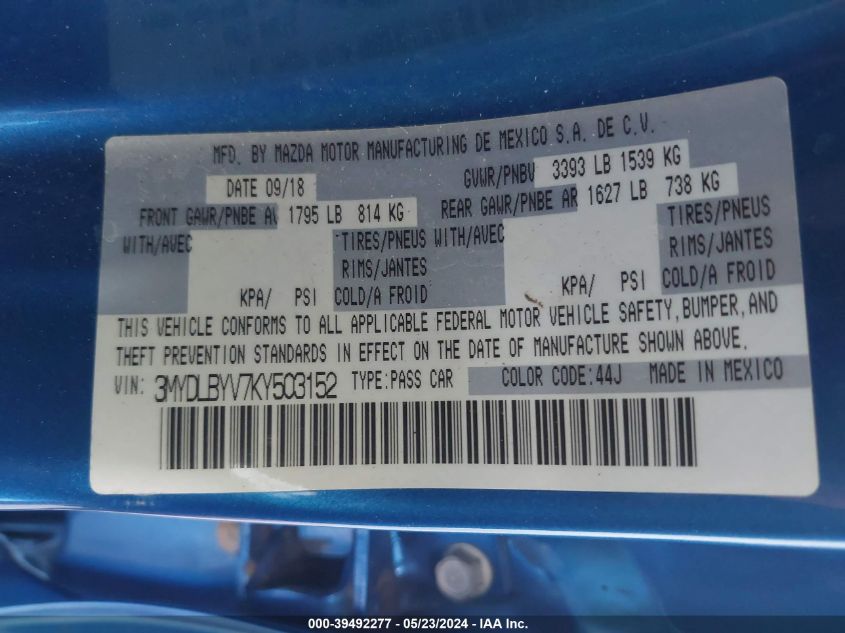 MFD. BY MAZDA MOTOR MANUFACTURING DE MEXICO S.A. DE C.V.
DATE 09/18 GVWR/PNBV 3393 LB 1539 KG
FRONT GAWR/PNBE AV 1795 LB 814 KG REAR GAWR/PNBE AR 1627 LB 738 KG
WITH/AVEC TIRES/PNEUS WITH/AVEC TIRES/PNEUS
RIMS/JANTES RIMS/JANTES
KPA/ PSI COLD/A FROID KPA/ PSI COLD/A FROID
THIS VEHICLE CONFORMS TO ALL APPLICABLE FEDERAL MOTOR VEHICLE SAFETY, BUMPER, AND
THEFT PREVENTION STANDARDS IN EFFECT ON THE DATE OF MANUFACTURE SHOWN ABOVE.
VIN: 3MYDLBYV7KY503152 TYPE:PASS CAR COLOR CODE:44J MADE IN MEXICO
000-39492277 - 05/23/2024 - IAA Inc.